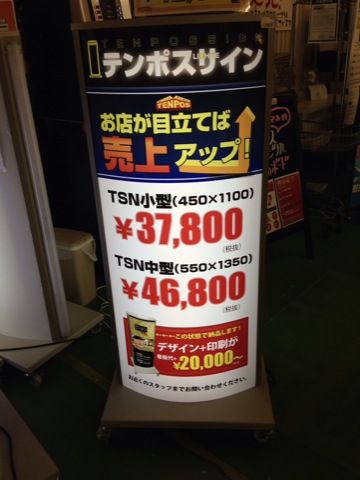 TENPOSSIGN
テンポスサイン
TENPOS
お店が目立てば
売上アップ!
TSN小型(450×1100)
¥37,800
(税抜)
TSN中型(550×1350)
¥46,800
(税抜)
この状態で納品します!
デザイン+印刷が
看板代+¥20,000~
お近くのスタッフまでお問い合わせください。